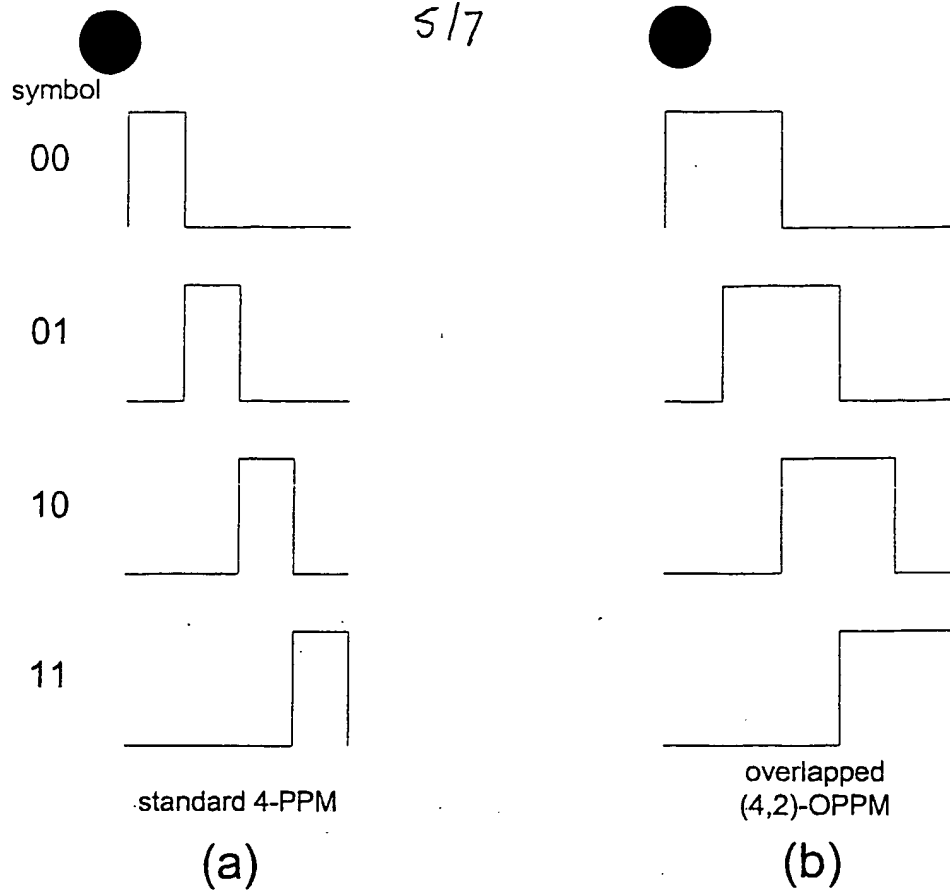 5/7
symbol
00
01
10
11
standard 4-PPM
overlapped
(4,2)-OPPM
(a)
(b)